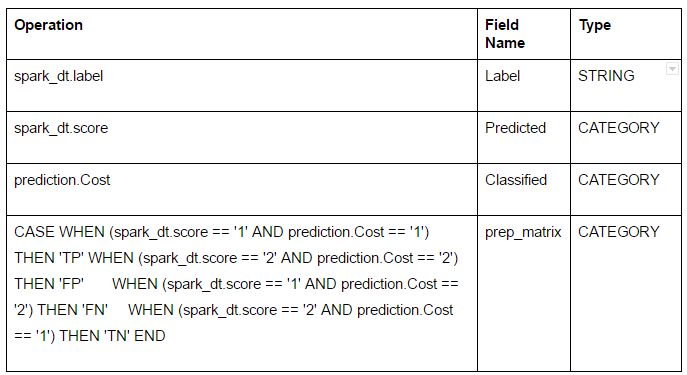 Operation
Field
Name
Type
spark_dt.label
Label
STRING
spark_dt.score
Predicted
CATEGORY
prediction.Cost
Classified
CATEGORY
CASE WHEN (spark_dt.score == '1' AND prediction.Cost == '1')
THEN 'TP' WHEN (spark_dt.score == '2' AND prediction.Cost == '2')
THEN 'FP' WHEN (spark_dt.score == '1' AND prediction.Cost ==
'2') THEN 'FN' WHEN (spark_dt.score == '2' AND prediction.Cost
== '1') THEN 'TN' END
prep_matrix
CATEGORY